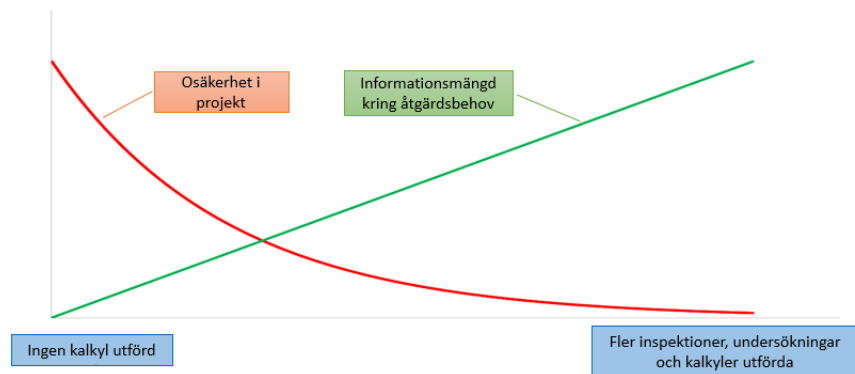 Osäkerhet i
projekt
Informationsmängd
kring åtgärdsbehov
Ingen kalkyl utförd
Fler inspektioner, undersökningar
och kalkyler utförda